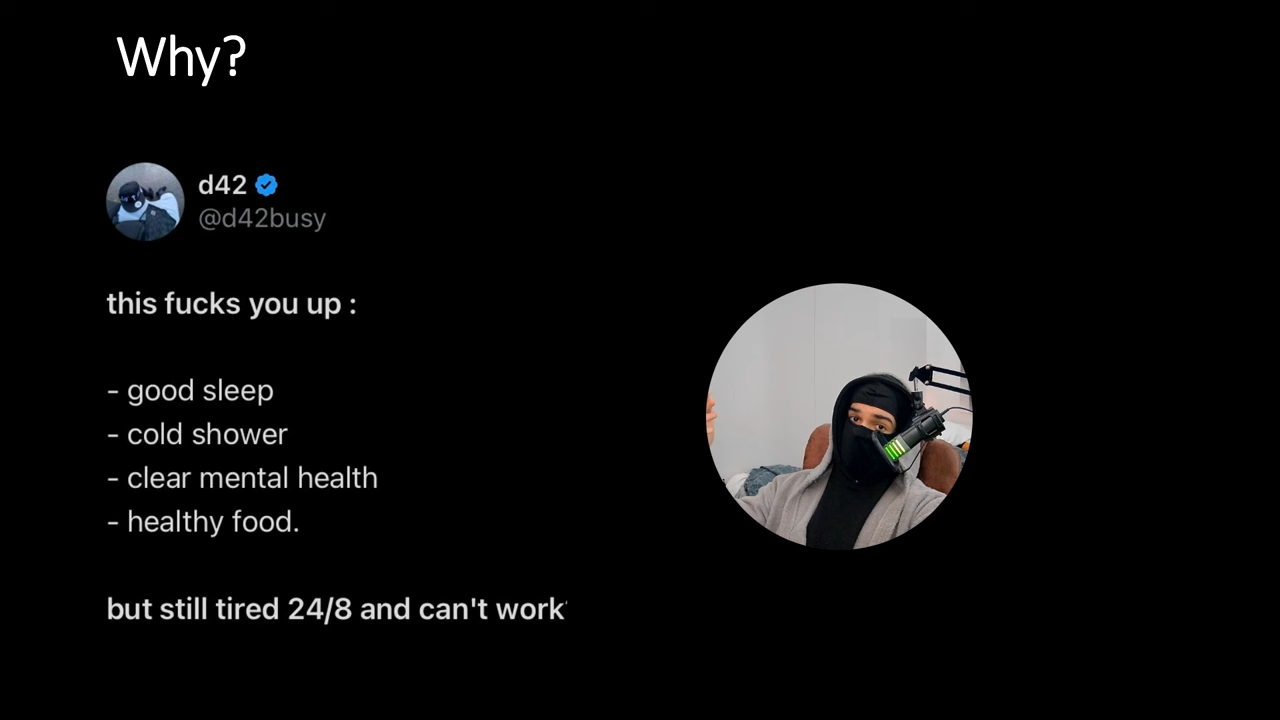 Why?
d42
@d42busy
this fucks you up :
- good sleep
- cold shower
- clear mental health
- healthy food.
but still tired 24/8 and can't work